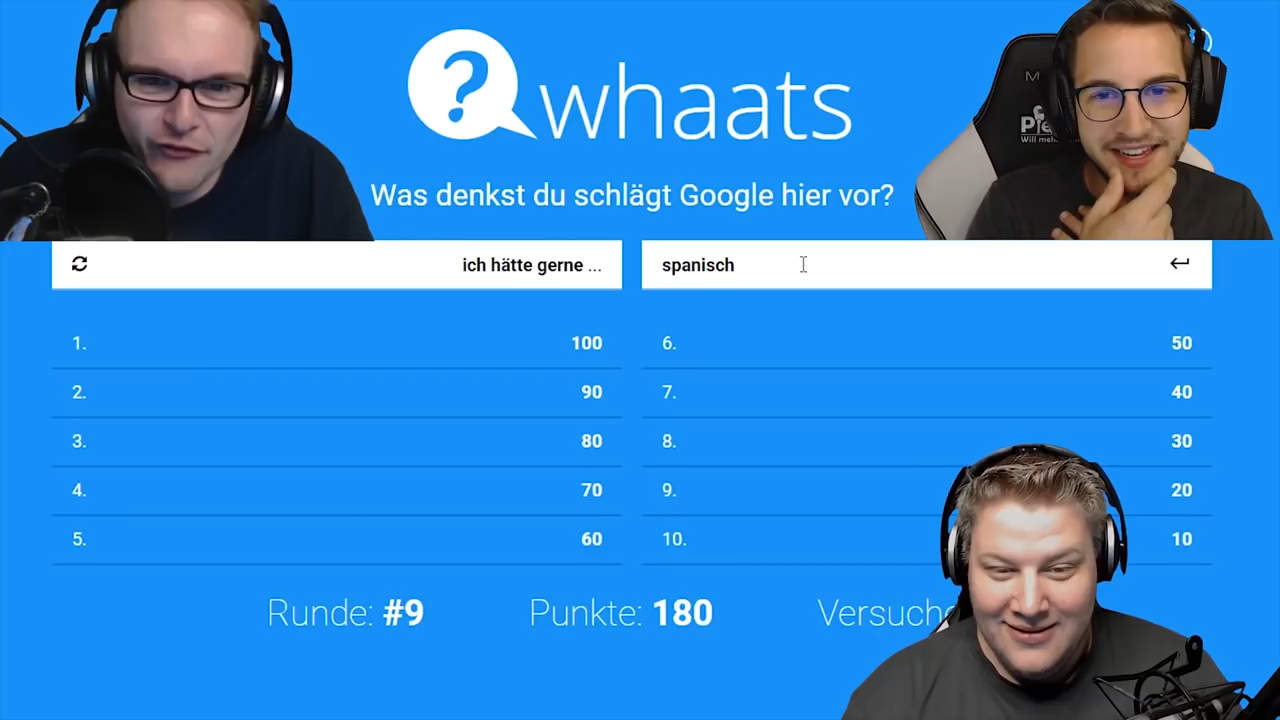 ?
whaats
Was denkst du schlägt Google hier vor?
ich hätte gerne ...
spanisch
1. 100
2. 90
3. 80
4. 70
5. 60
6. 50
7. 40
8. 30
9. 20
10. 10
Runde: #9
Punkte: 180